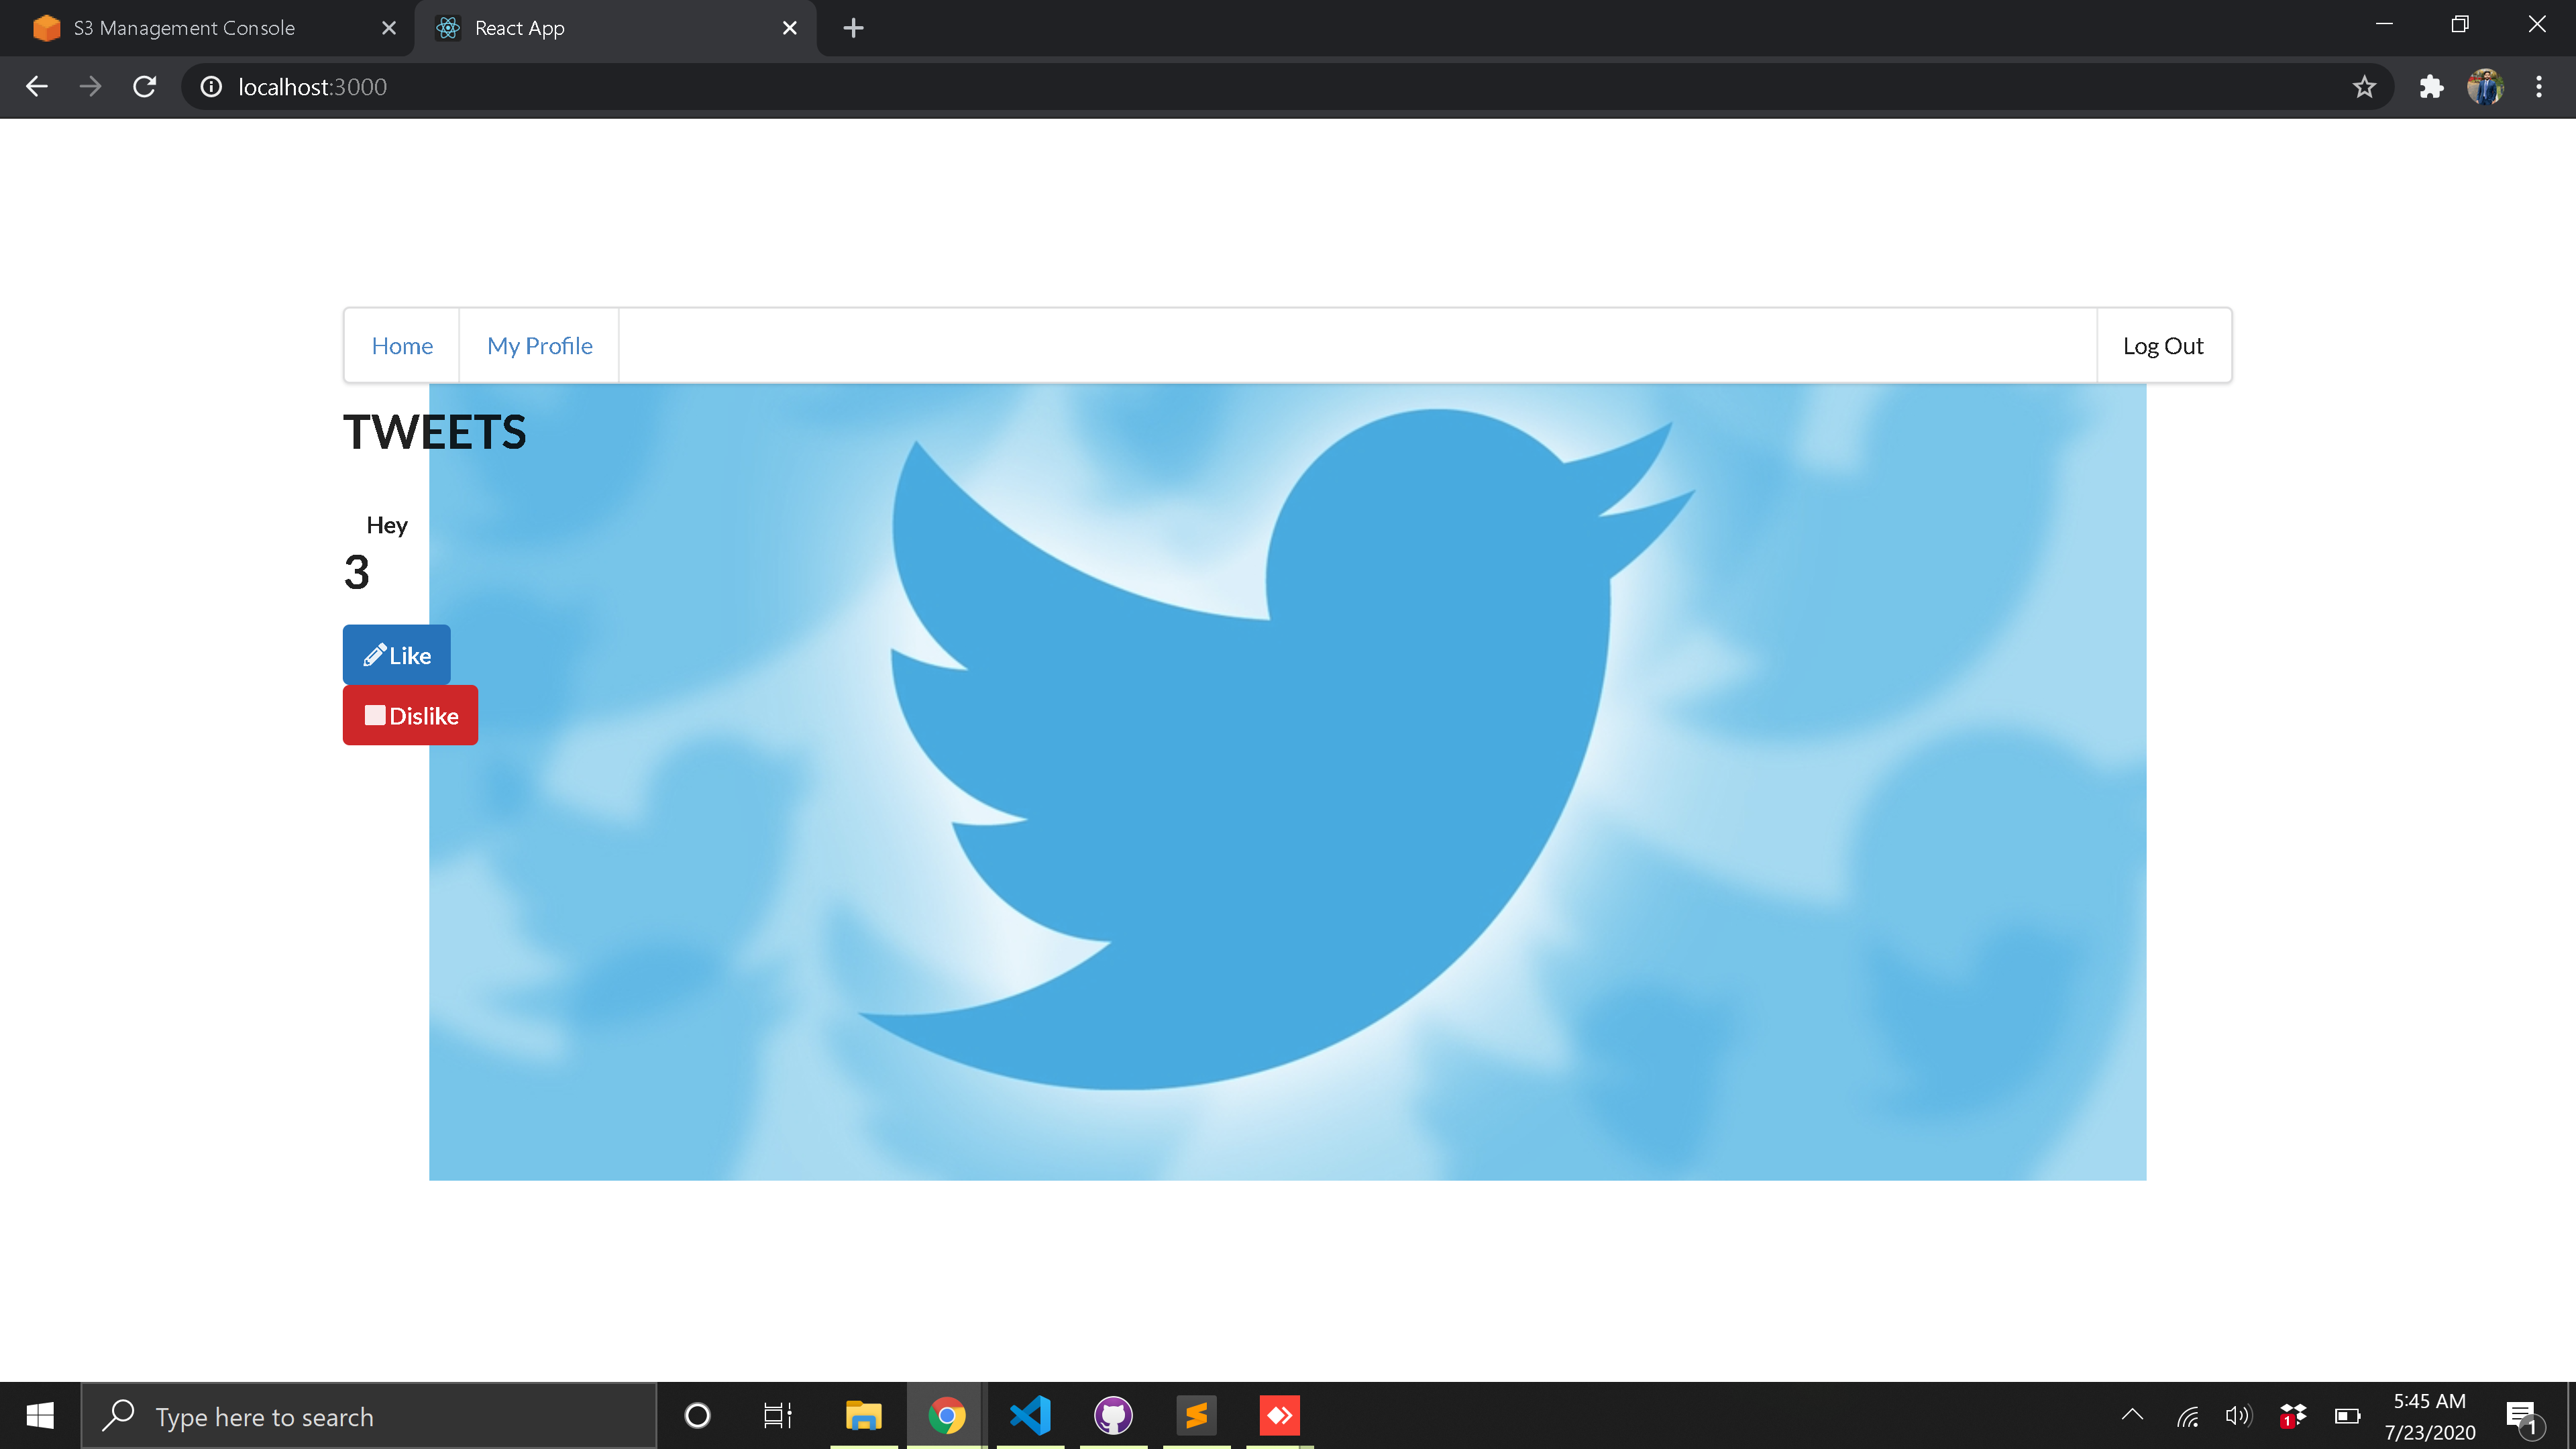 S3 Management Console
React App
localhost:3000
Home
My Profile
Log Out
TWEETS
Hey
3
Like
Dislike
Type here to search
1
5:45 AM
7/23/2020
1